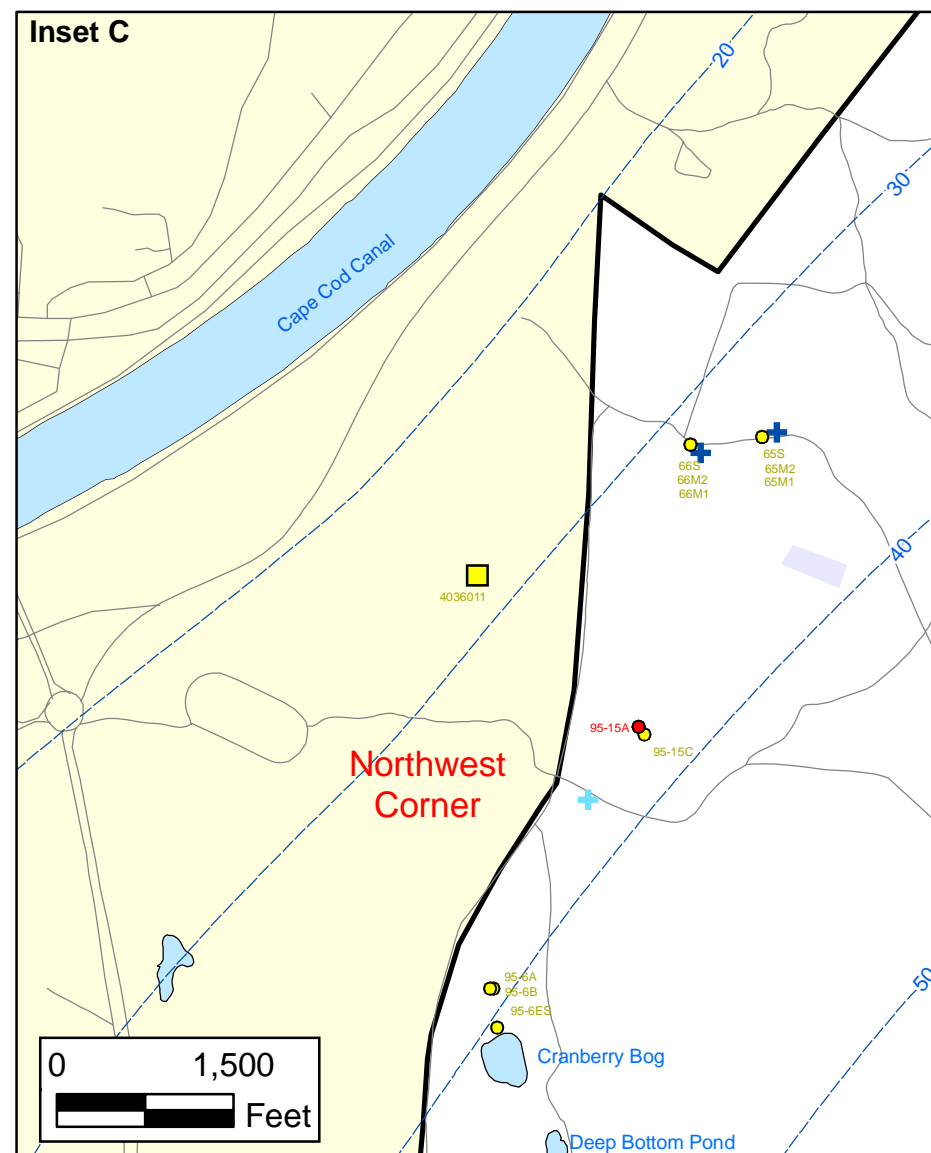 Inset C
20
30
Cape Cod Canal
66S
66M2
66M1
65S
65M2
65M1
40
4036011
95-15A
95-15C
Northwest
Corner
50
95-6A
95-6B
95-6ES
Cranberry Bog
Deep Bottom Pond
0 1,500
Feet